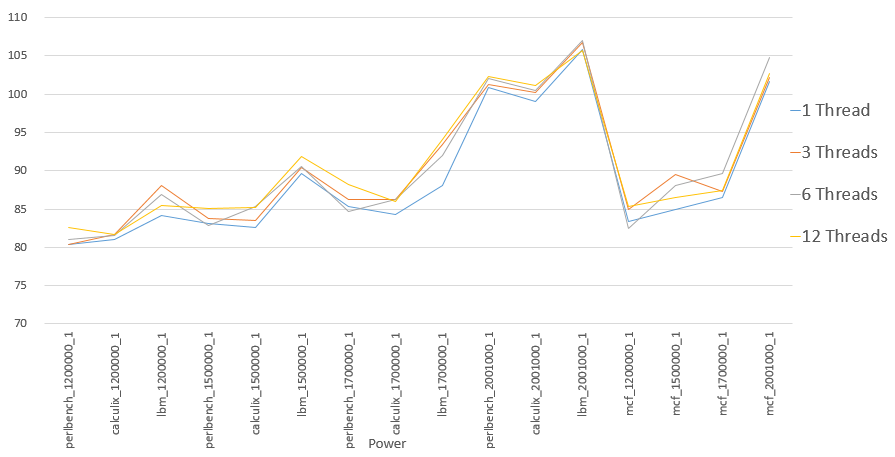 110
105
100
95
90
85
80
75
70
perlbench_1200000_1
calculix_1200000_1
lbm_1200000_1
perlbench_1500000_1
calculix_1500000_1
lbm_1500000_1
perlbench_1700000_1
calculix_1700000_1
lbm_1700000_1
perlbench_2001000_1
calculix_2001000_1
lbm_2001000_1
mcf_1200000_1
mcf_1500000_1
mcf_1700000_1
mcf_2001000_1
Power
1 Thread
3 Threads
6 Threads
12 Threads